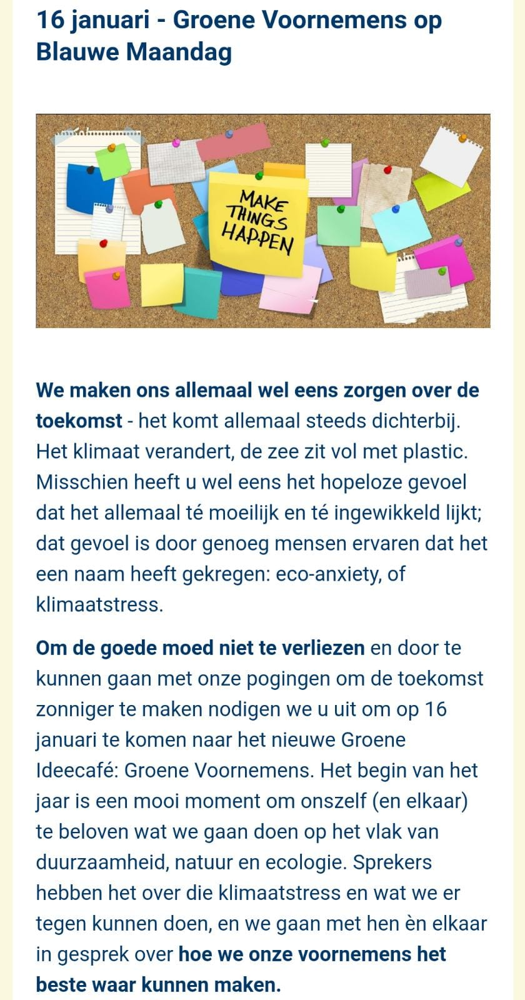 16 januari - Groene Voornemens op
Blauwe Maandag
MAKE
THINGS
HAPPEN
We maken ons allemaal wel eens zorgen over de
toekomst - het komt allemaal steeds dichterbij.
Het klimaat verandert, de zee zit vol met plastic.
Misschien heeft u wel eens het hopeloze gevoel
dat het allemaal té moeilijk en té ingewikkeld lijkt;
dat gevoel is door genoeg mensen ervaren dat het
een naam heeft gekregen: eco-anxiety, of
klimaatstress.
Om de goede moed niet te verliezen en door te
kunnen gaan met onze pogingen om de toekomst
zonniger te maken nodigen we u uit om op 16
januari te komen naar het nieuwe Groene
Ideecafé: Groene Voornemens. Het begin van het
jaar is een mooi moment om onszelf (en elkaar)
te beloven wat we gaan doen op het vlak van
duurzaamheid, natuur en ecologie. Sprekers
hebben het over die klimaatstress en wat we er
tegen kunnen doen, en we gaan met hen èn elkaar
in gesprek over hoe we onze voornemens het
beste waar kunnen maken.